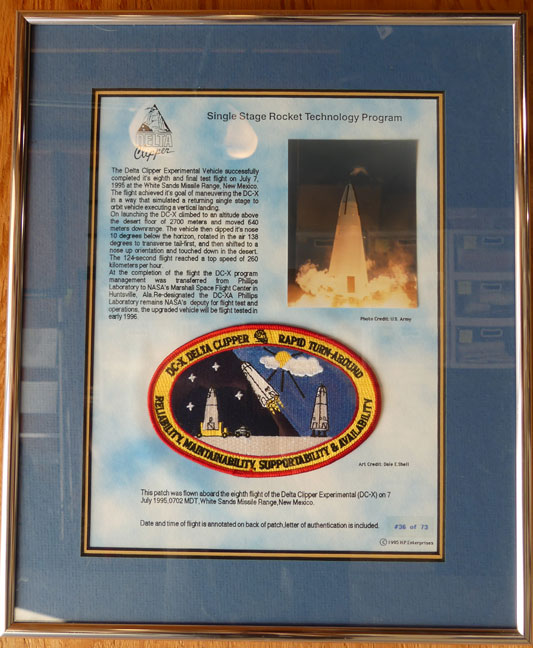 Single Stage Rocket Technology Program
DELTA
Clipper
The Delta Clipper Experimental Vehicle successfully
completed it's eighth and final test flight on July 7,
1995 at the White Sands Missile Range, New Mexico.
The flight achieved it's goal of maneuvering the DC-X
in a way that simulated a returning single stage to
orbit vehicle executing a vertical landing.
On launching the DC-X climbed to an altitude above
the desert floor of 2700 meters and moved 640
meters downrange. The vehicle then dipped it's nose
10 degrees below the horizon, rotated in the air 138
degrees to transverse tail-first, and then shifted to a
nose up orientation and touched down in the desert.
The 124-second flight reached a top speed of 260
kilometers per hour.
At the completion of the flight the DC-X program
management was transferred from Phillips
Laboratory to NASA's Marshall Space Flight Center in
Huntsville, Ala.Re-designated the DC-XA Phillips
Laboratory remains NASA's deputy for flight test and
operations, the upgraded vehicle will be flight tested in
early 1996.
Photo Credit: U.S. Army
DC-X DELTA CLIPPER RAPID TURN-AROUND
RELIABILITY, MAINTAINABILITY, SUPPORTABILITY & AVAILABILITY
Art Credit: Dale E.Shell
This patch was flown aboard the eighth flight of the Delta Clipper Experimental (DC-X) on 7
July 1995,0702 MDT,White Sands Missile Range,New Mexico.
Date and time of flight is annotated on back of patch,letter of authentication is included.
#36 of 73
© 1995 HP Enterprises